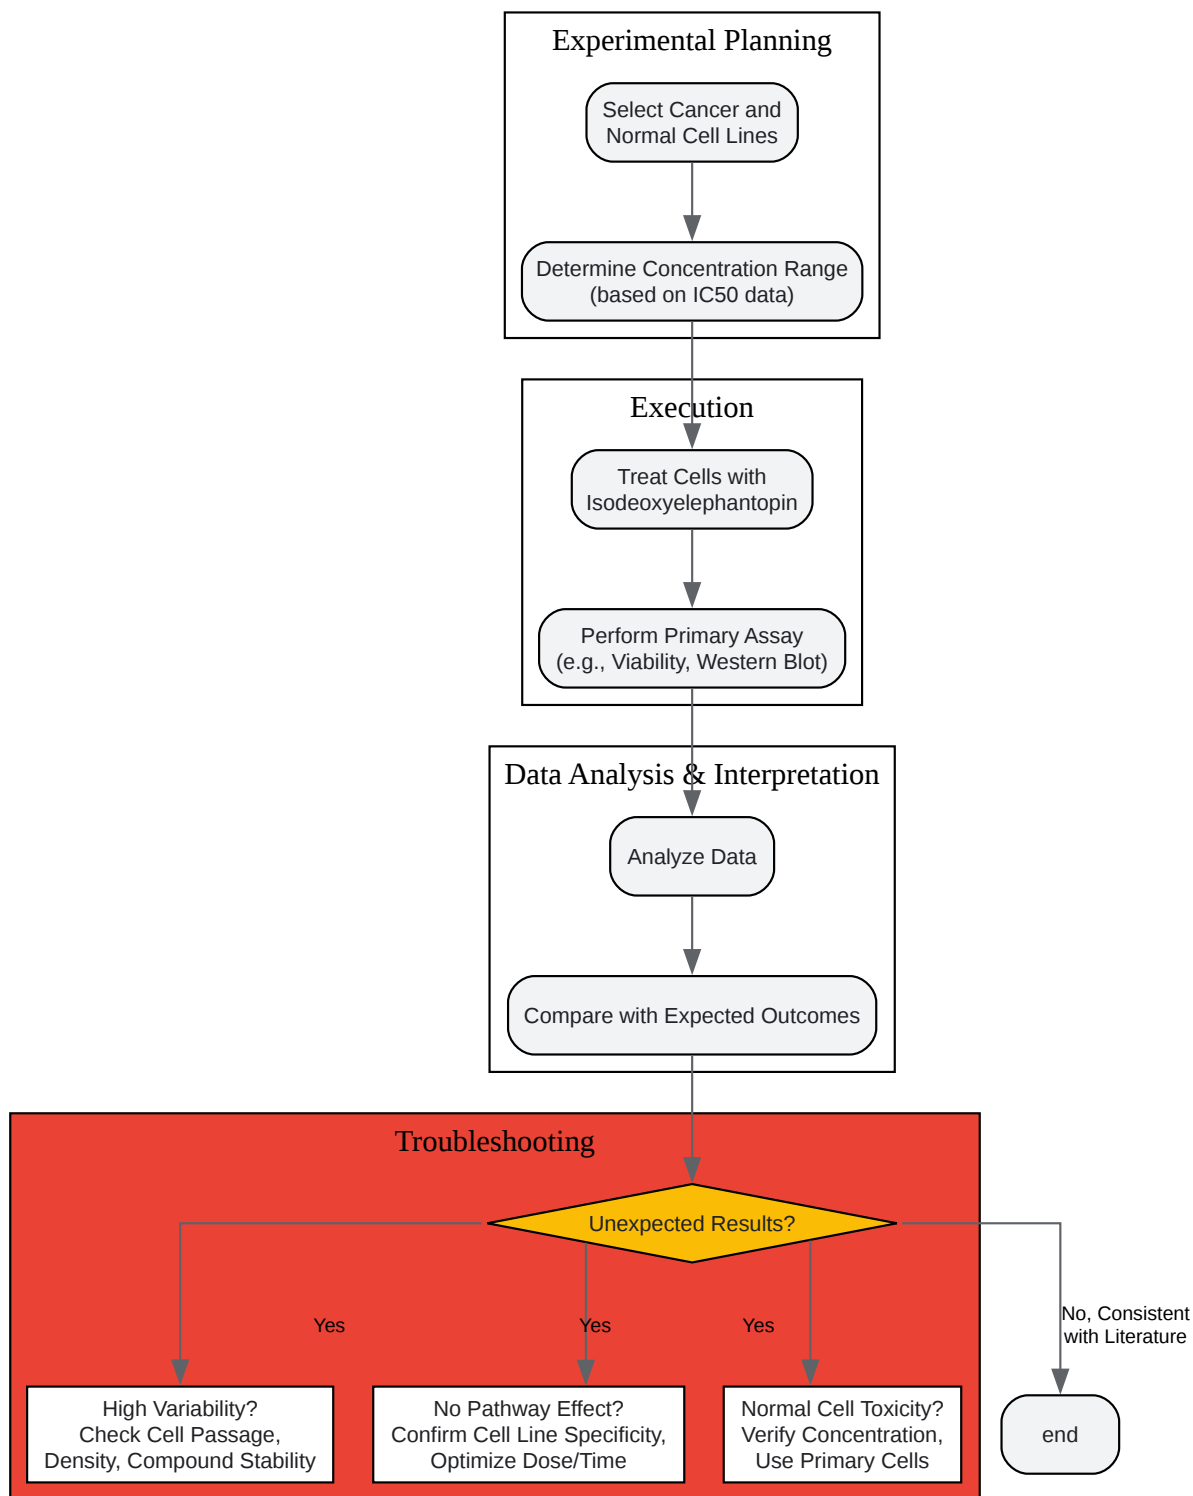 Experimental Planning
Select Cancer and
Normal Cell Lines
Determine Concentration Range
(based on IC50 data)
Execution
Treat Cells with
Isodeoxyelephantopin
Perform Primary Assay
(e.g., Viability, Western Blot)
Data Analysis & Interpretation
Analyze Data
Compare with Expected Outcomes
Troubleshooting
Unexpected Results?
Yes
Yes
Yes
No, Consistent
with Literature
High Variability?
Check Cell Passage,
Density, Compound Stability
No Pathway Effect?
Confirm Cell Line Specificity,
Optimize Dose/Time
Normal Cell Toxicity?
Verify Concentration,
Use Primary Cells
end